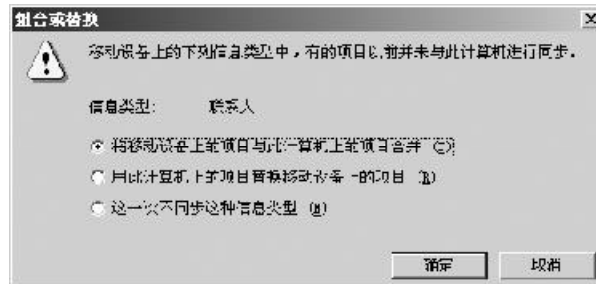 组合或替换
移动设备上的下列信息类型中，有的项目以前并未与此计算机进行同步。
信息类型： 联系人
将移动设备上的项目与此计算机上的项目合并 (C)
用此计算机上的项目替换移动设备上的项目 (R)
这一次不同步这种信息类型 (N)
确定 取消